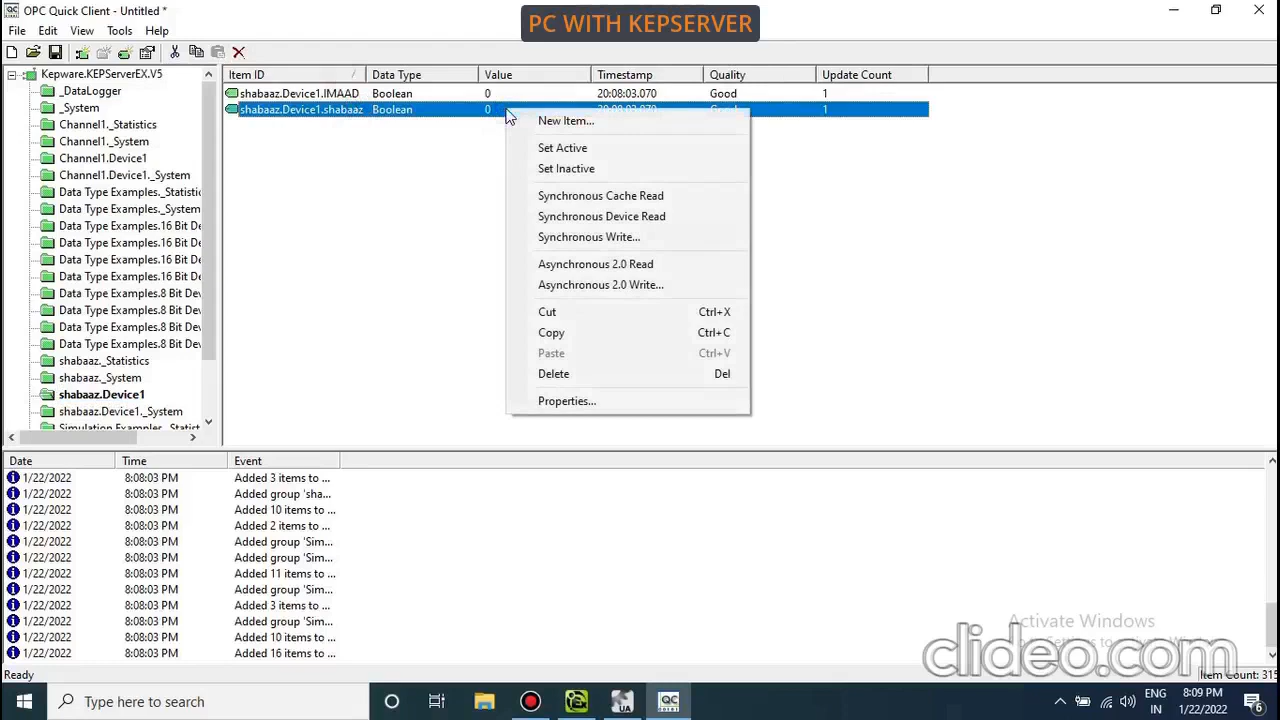 OPC Quick Client - Untitled *
PC WITH KEPSERVER
File Edit View Tools Help
Kepware.KEPServerEX.V5
_DataLogger
_System
Channel1._Statistics
Channel1._System
Channel1.Device1
Channel1.Device1._System
Data Type Examples._Statistic
Data Type Examples._System
Data Type Examples.16 Bit De
Data Type Examples.16 Bit De
Data Type Examples.16 Bit De
Data Type Examples.16 Bit De
Data Type Examples.8 Bit Dev
Data Type Examples.8 Bit Dev
Data Type Examples.8 Bit Dev
Data Type Examples.8 Bit Dev
shabaaz._Statistics
shabaaz._System
shabaaz.Device1
shabaaz.Device1._System
Simulation Examples._Statist
Item ID Data Type Value Timestamp Quality Update Count
shabaaz.Device1.IMAAD Boolean 0 20:08:03.070 Good 1
shabaaz.Device1.shabaaz Boolean 0 20:08:03.070 Good 1
New Item...
Set Active
Set Inactive
Synchronous Cache Read
Synchronous Device Read
Synchronous Write...
Asynchronous 2.0 Read
Asynchronous 2.0 Write...
Cut Ctrl+X
Copy Ctrl+C
Paste Ctrl+V
Delete Del
Properties...
Date Time Event
1/22/2022 8:08:03 PM Added 3 items to ...
1/22/2022 8:08:03 PM Added group 'sha...
1/22/2022 8:08:03 PM Added 10 items to ...
1/22/2022 8:08:03 PM Added 2 items to ...
1/22/2022 8:08:03 PM Added group 'Sim...
1/22/2022 8:08:03 PM Added group 'Sim...
1/22/2022 8:08:03 PM Added 11 items to ...
1/22/2022 8:08:03 PM Added group 'Sim...
1/22/2022 8:08:03 PM Added 3 items to ...
1/22/2022 8:08:03 PM Added group 'Sim...
1/22/2022 8:08:03 PM Added 10 items to ...
1/22/2022 8:08:03 PM Added 16 items to ...
Activate Windows
clideo.com
Ready
Item Count: 315
Type here to search
ENG
IN
8:09 PM
1/22/2022
6